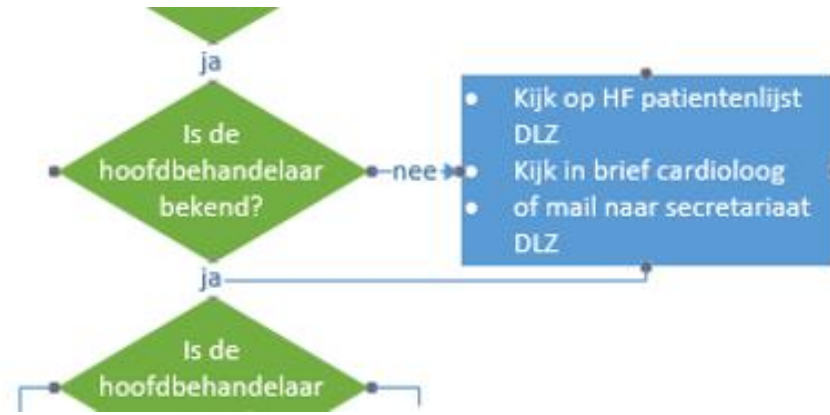 ja
Is de
hoofdbehandelaar
bekend?
nee
• Kijk op HF patientenlijst
DLZ
• Kijk in brief cardioloog
• of mail naar secretariaat
DLZ
ja
Is de
hoofdbehandelaar